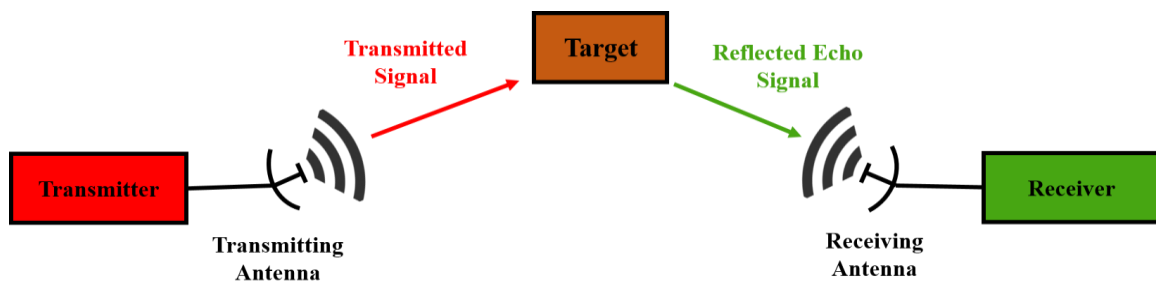 Transmitted
Signal
Target
Reflected Echo
Signal
Transmitter
Transmitting
Antenna
Receiving
Antenna
Receiver